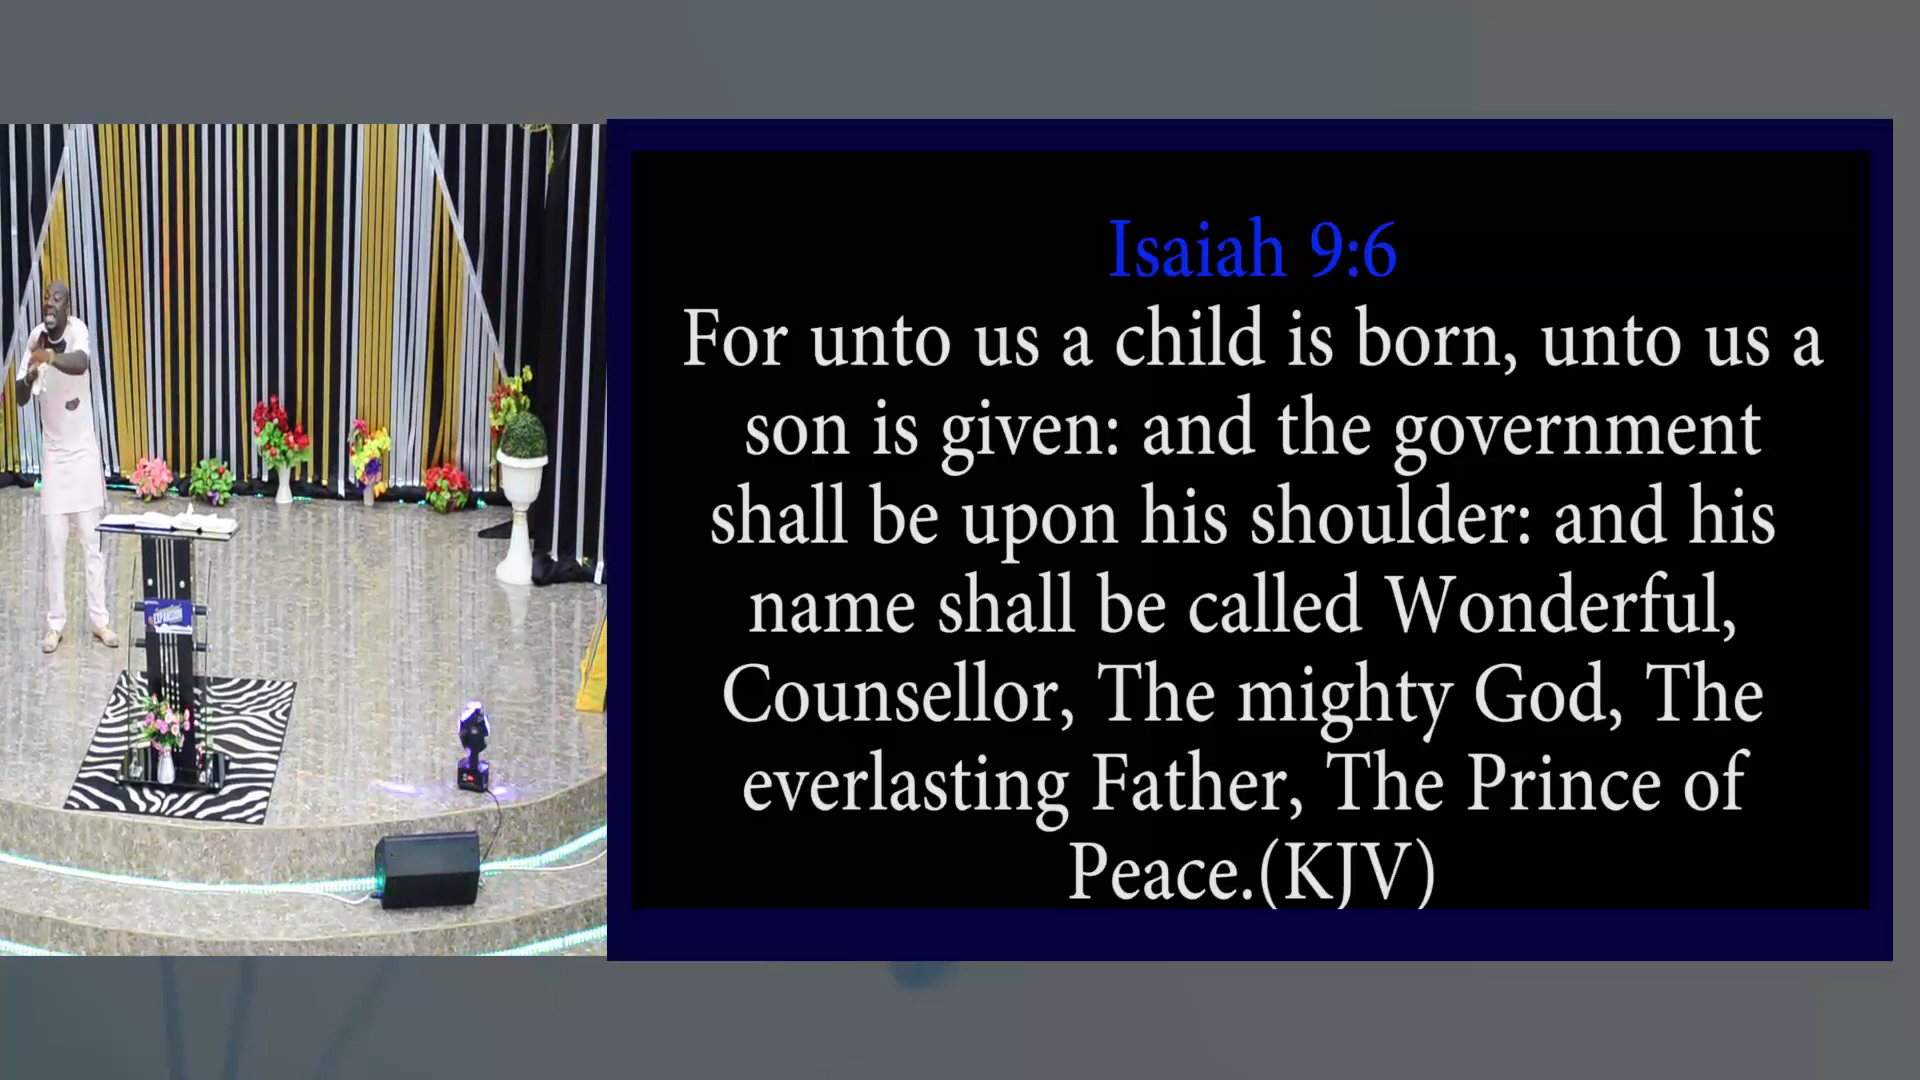 Isaiah 9:6
For unto us a child is born, unto us a
son is given: and the government
shall be upon his shoulder: and his
name shall be called Wonderful,
Counsellor, The mighty God, The
everlasting Father, The Prince of
Peace.(KJV)
EXPANSION